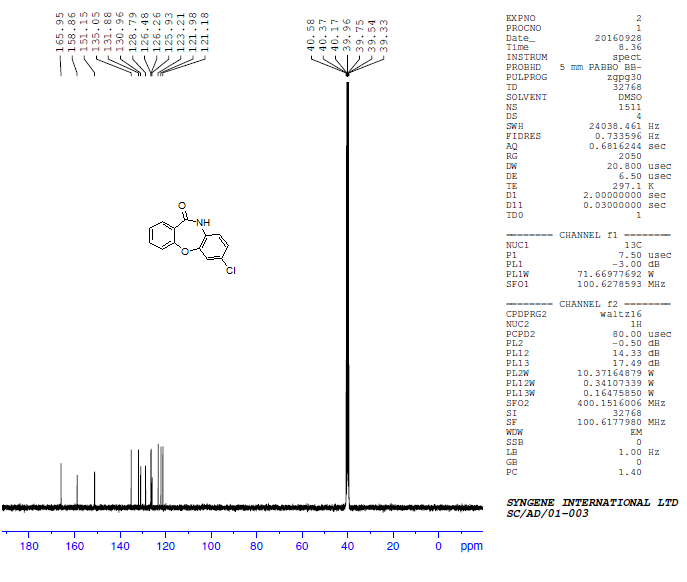 165.95
158.86
151.15
135.05
131.88
130.96
128.79
126.48
126.26
125.93
123.21
121.98
121.18
40.58
40.37
40.17
39.96
39.75
39.54
39.33
O
NH
O
Cl
180 160 140 120 100 80 60 40 20 0 ppm
EXPNO 2
PROCNO 1
Date_ 20160928
Time 8.36
INSTRUM spect
PROBHD 5 mm PABBO BB-
PULPROG zgpg30
TD 32768
SOLVENT DMSO
NS 1511
DS 4
SWH 24038.461 Hz
FIDRES 0.733596 Hz
AQ 0.6816244 sec
RG 2050
DW 20.800 usec
DE 6.50 usec
TE 297.1 K
D1 2.00000000 sec
D11 0.03000000 sec
TD0 1
======== CHANNEL f1 ========
NUC1 13C
P1 7.50 usec
PL1 -3.00 dB
PL1W 71.66977692 W
SFO1 100.6278593 MHz
======== CHANNEL f2 ========
CPDPRG2 waltz16
NUC2 1H
PCPD2 80.00 usec
PL2 -0.50 dB
PL12 14.33 dB
PL13 17.49 dB
PL2W 10.37164879 W
PL12W 0.34107339 W
PL13W 0.16475850 W
SFO2 400.1516006 MHz
SI 32768
SF 100.6177980 MHz
WDW EM
SSB 0
LB 1.00 Hz
GB 0
PC 1.40
SYNGENE INTERNATIONAL LTD
SC/AD/01-003